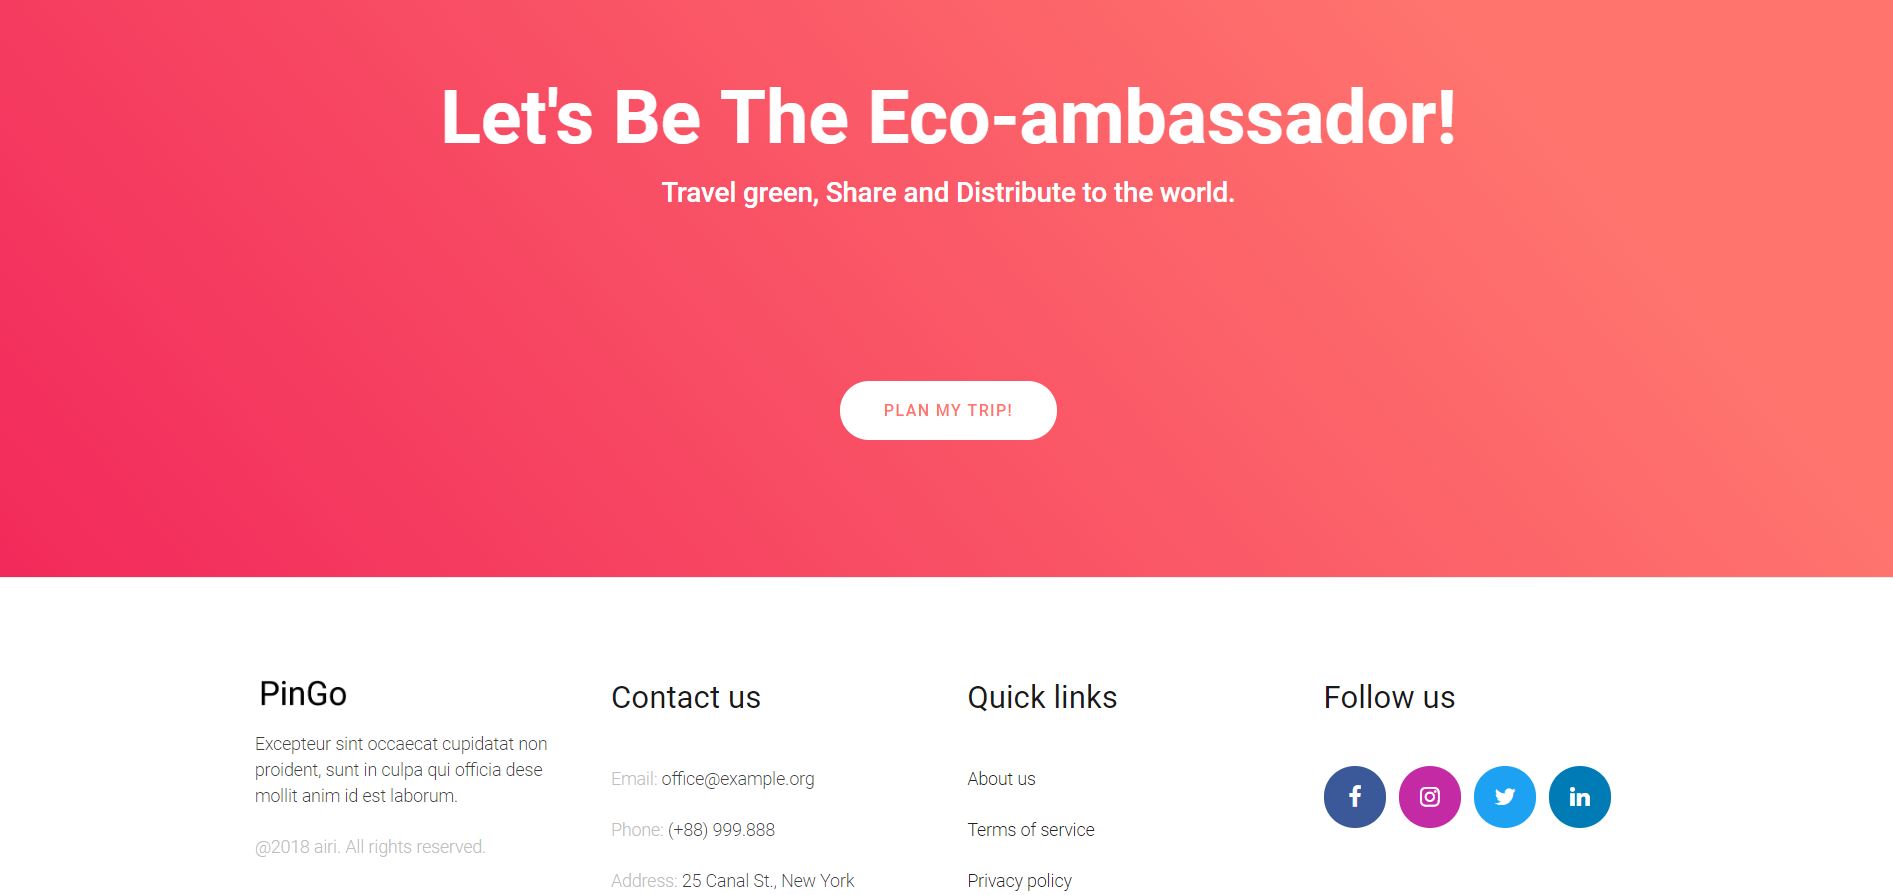 Let's Be The Eco-ambassador!
Travel green, Share and Distribute to the world.
PLAN MY TRIP!
PinGo
Excepteur sint occaecat cupidatat non
proident, sunt in culpa qui officia dese
mollit anim id est laborum.
@2018 airi. All rights reserved.
Contact us
Email: office@example.org
Phone: (+88) 999.888
Address: 25 Canal St., New York
Quick links
About us
Terms of service
Privacy policy
Follow us